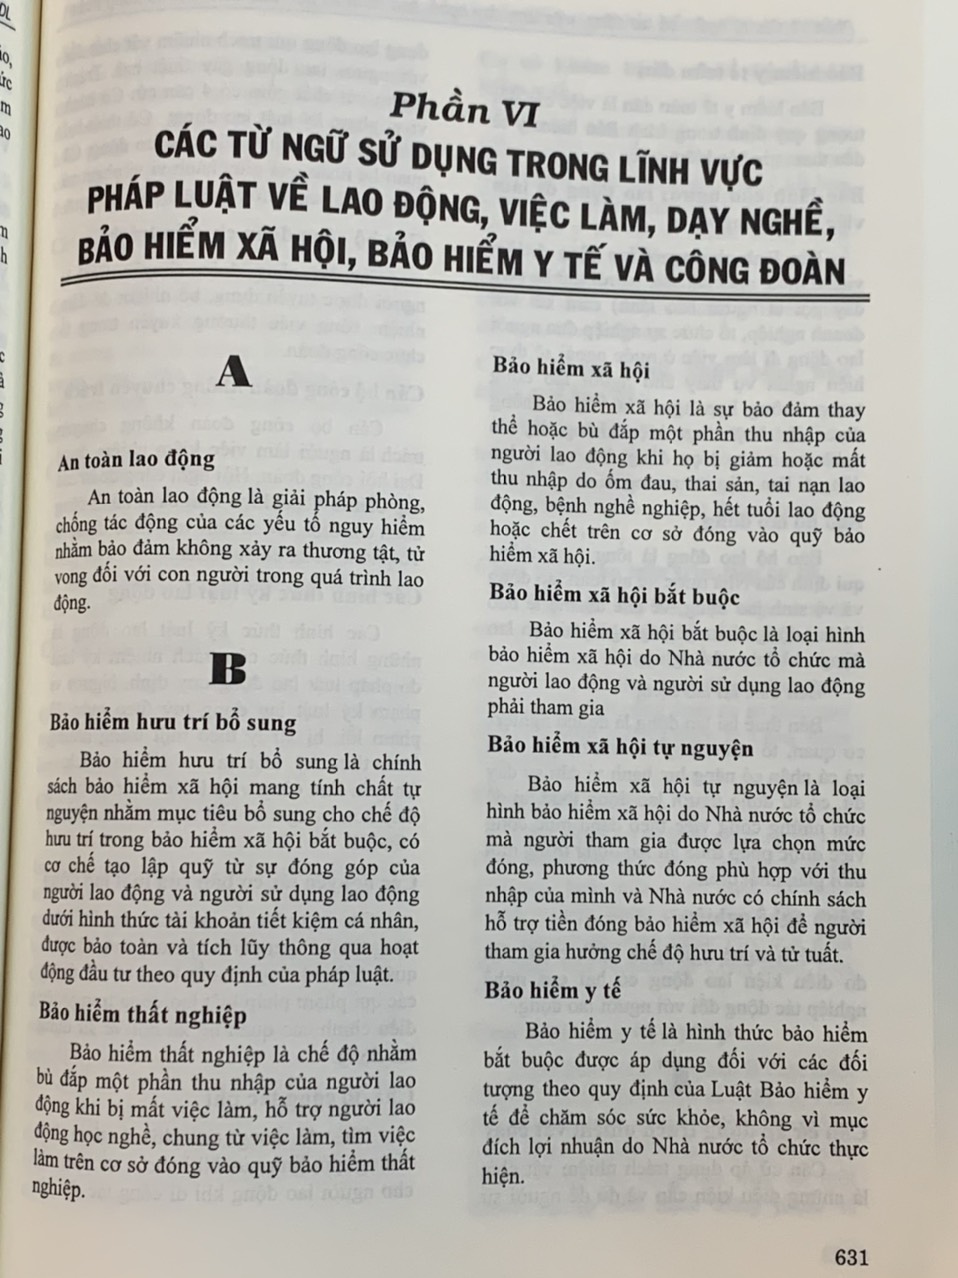 Phần VI
CÁC TỪ NGỮ SỬ DỤNG TRONG LĨNH VỰC
PHÁP LUẬT VỀ LAO ĐỘNG, VIỆC LÀM, DẠY NGHỀ,
BẢO HIỂM XÃ HỘI, BẢO HIỂM Y TẾ VÀ CÔNG ĐOÀN
A
An toàn lao động
An toàn lao động là giải pháp phòng,
chống tác động của các yếu tố nguy hiểm
nhằm bảo đảm không xảy ra thương tật, tử
vong đối với con người trong quá trình lao
động.
B
Bảo hiểm hưu trí bổ sung
Bảo hiểm hưu trí bổ sung là chính
sách bảo hiểm xã hội mang tính chất tự
nguyện nhằm mục tiêu bổ sung cho chế độ
hưu trí trong bảo hiểm xã hội bắt buộc, có
cơ chế tạo lập quỹ từ sự đóng góp của
người lao động và người sử dụng lao động
dưới hình thức tài khoản tiết kiệm cá nhân,
được bảo toàn và tích lũy thông qua hoạt
động đầu tư theo quy định của pháp luật.
Bảo hiểm thất nghiệp
Bảo hiểm thất nghiệp là chế độ nhằm
bù đắp một phần thu nhập của người lao
động khi bị mất việc làm, hỗ trợ người lao
động học nghề, chung từ việc làm, tìm việc
làm trên cơ sở đóng vào quỹ bảo hiểm thất
nghiệp.
Bảo hiểm xã hội
Bảo hiểm xã hội là sự bảo đảm thay
thể hoặc bù đắp một phần thu nhập của
người lao động khi họ bị giảm hoặc mất
thu nhập do ốm đau, thai sản, tai nạn lao
động, bệnh nghề nghiệp, hết tuổi lao động
hoặc chết trên cơ sở đóng vào quỹ bảo
hiểm xã hội.
Bảo hiểm xã hội bắt buộc
Bảo hiểm xã hội bắt buộc là loại hình
bảo hiểm xã hội do Nhà nước tổ chức mà
người lao động và người sử dụng lao động
phải tham gia
Bảo hiểm xã hội tự nguyện
Bảo hiểm xã hội tự nguyện là loại
hình bảo hiểm xã hội do Nhà nước tổ chức
mà người tham gia được lựa chọn mức
đóng, phương thức đóng phù hợp với thu
nhập của mình và Nhà nước có chính sách
hỗ trợ tiền đóng bảo hiểm xã hội để người
tham gia hưởng chế độ hưu trí và tử tuất.
Bảo hiểm y tế
Bảo hiểm y tế là hình thức bảo hiểm
bắt buộc được áp dụng đối với các đối
tượng theo quy định của Luật Bảo hiểm y
tế để chăm sóc sức khỏe, không vì mục
đích lợi nhuận do Nhà nước tổ chức thực
hiện.
631